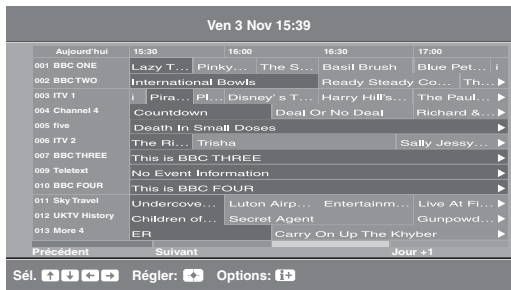 Ven 3 Nov 15:39
Aujourd'hui 15:30 16:00 16:30 17:00
001 BBC ONE Lazy T... Pinky... The S... Basil Brush Blue Pet... i
002 BBC TWO International Bowls Ready Steady Co... Th...
003 ITV 1 i Pira... Pl... Disney's T... Harry Hill's... The Paul...
004 Channel 4 Countdown Deal Or No Deal Richard &...
005 five Death In Small Doses
006 ITV 2 The Ri... Trisha Sally Jessy...
007 BBC THREE This is BBC THREE
009 Teletext No Event Information
010 BBC FOUR This is BBC FOUR
011 Sky Travel Undercove... Luton Airp... Entertainm... Live At Fi...
012 UKTV History Children of... Secret Agent Gunpowd...
013 More 4 ER Carry On Up The Khyber
Précédent Suivant Jour +1
Sél. Régler: Options: i+